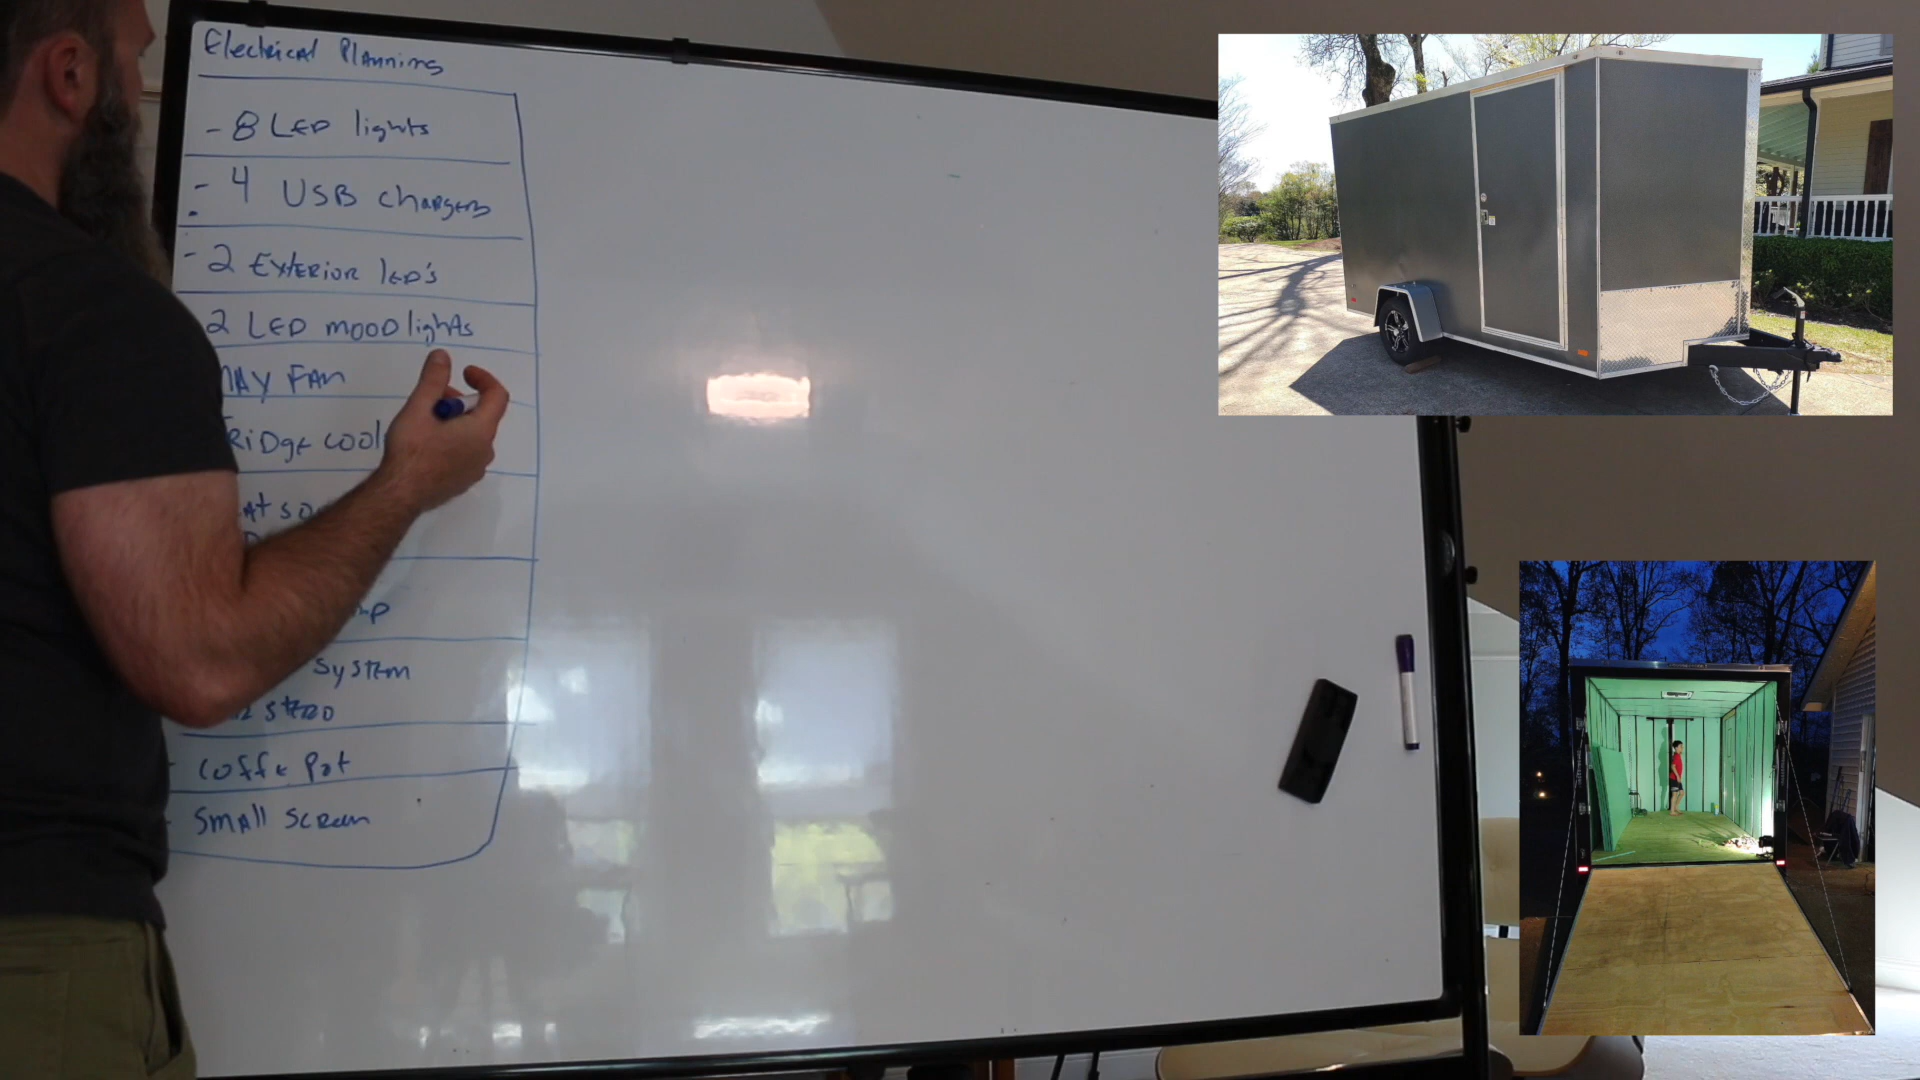 Electrical Planning
- 8 LED lights
- 4 USB chargers
- 2 Exterior LED's
2 LED mood lights
Fan
cool
System
- Coffe Pot
- Small Screen